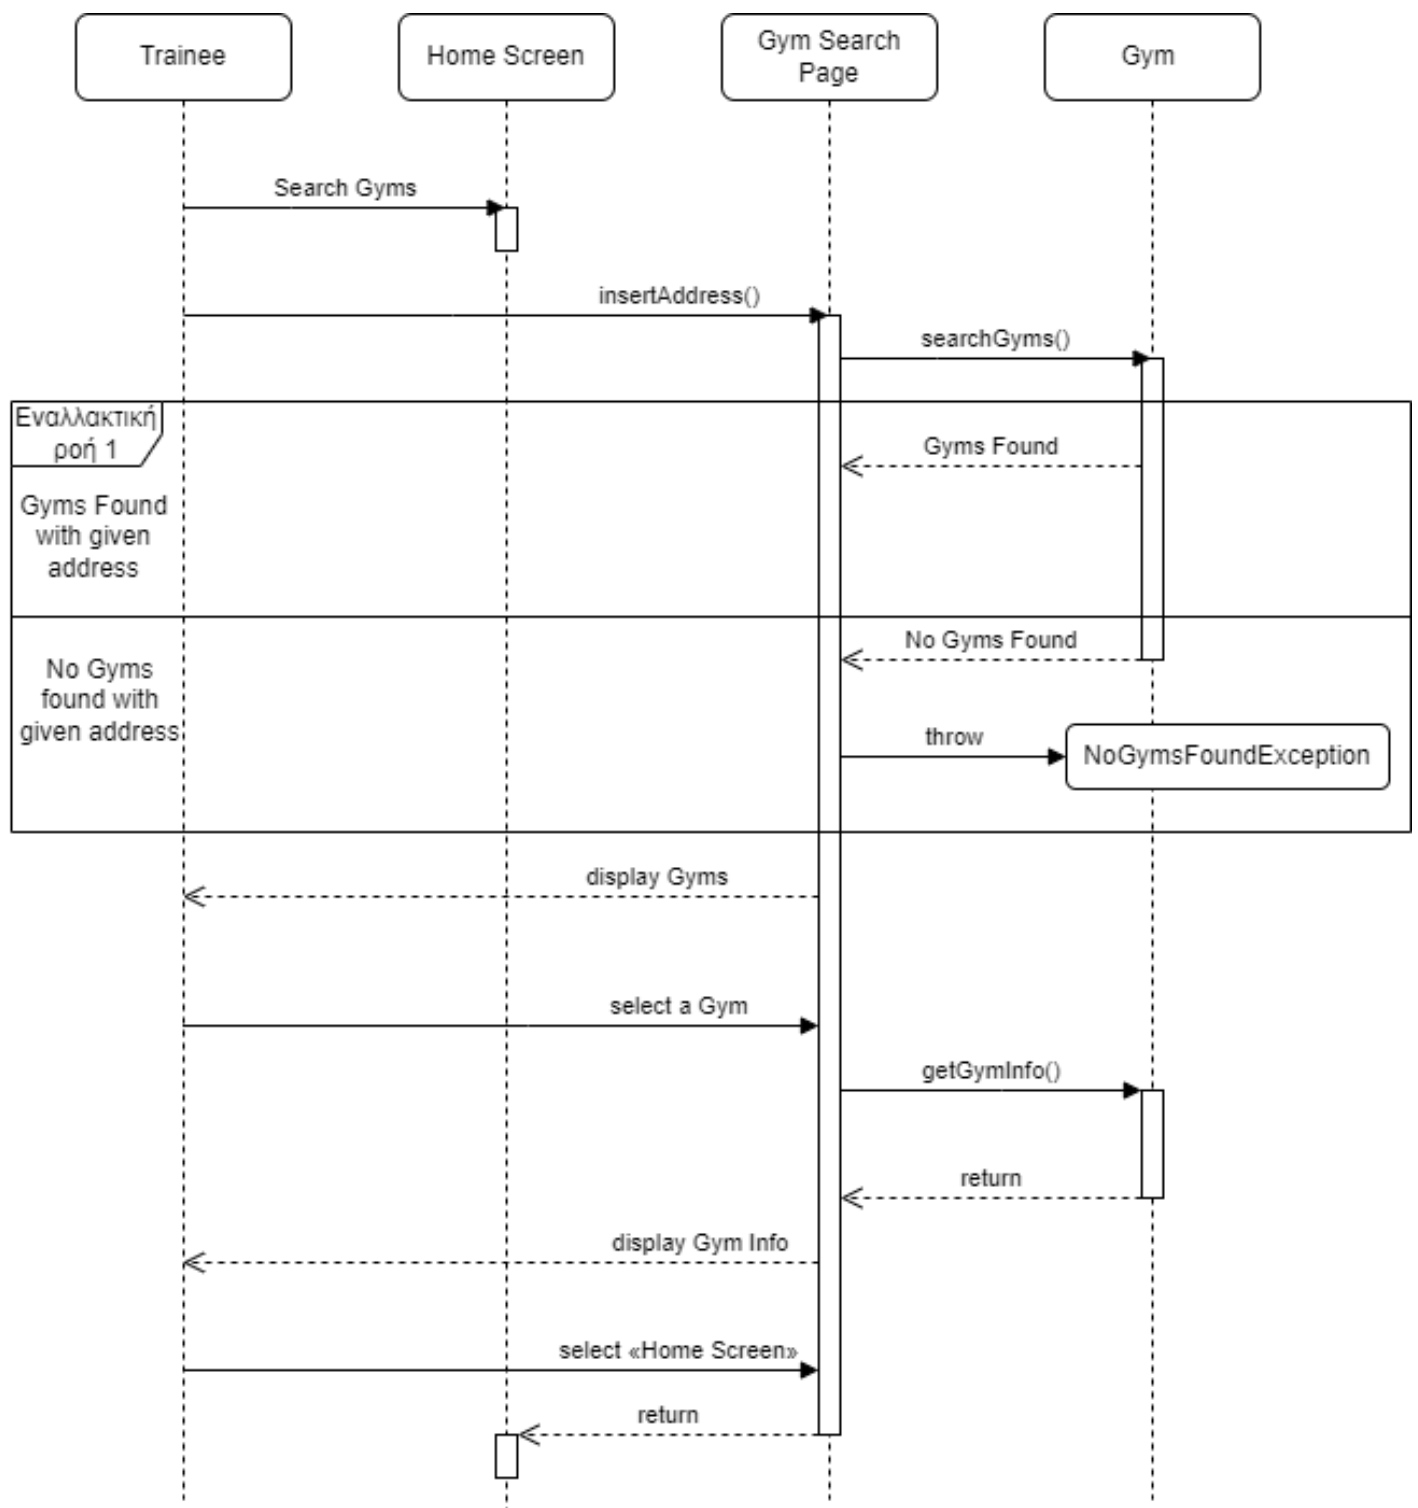 Trainee
Home Screen
Gym Search
Page
Gym
Search Gyms
insertAddress()
searchGyms()
Εναλλακτική
ροή 1
Gyms Found
Gyms Found
with given
address
No Gyms Found
No Gyms
found with
given address
throw
NoGymsFoundException
display Gyms
select a Gym
getGymInfo()
return
display Gym Info
select «Home Screen»
return